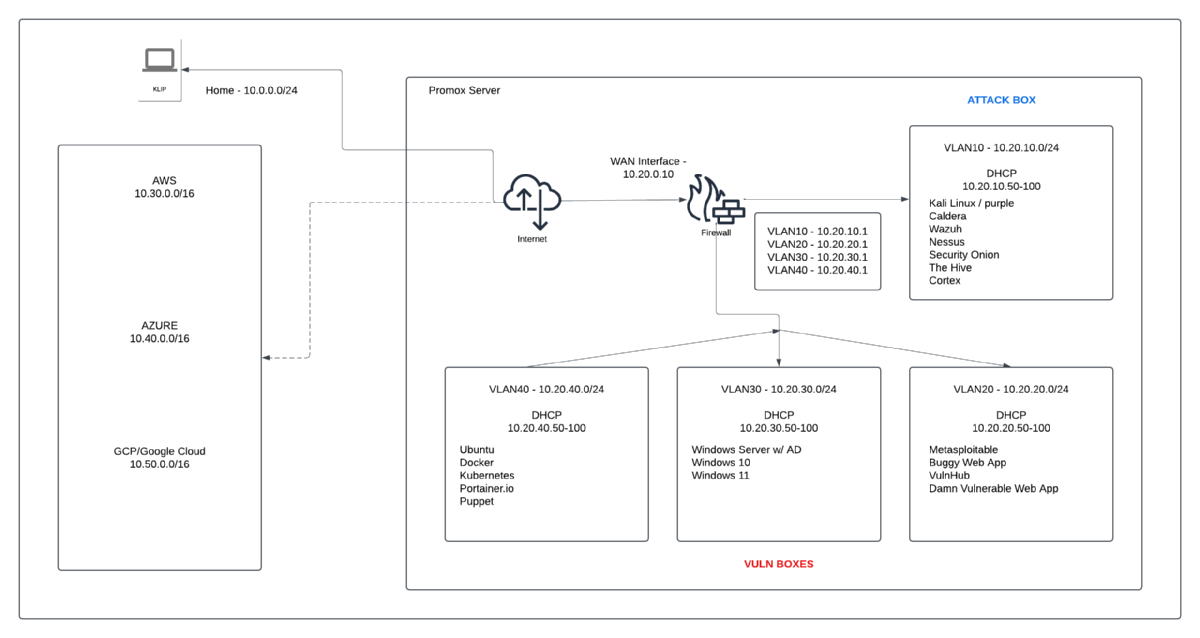 KLIP
Home - 10.0.0.0/24
AWS
10.30.0.0/16
AZURE
10.40.0.0/16
GCP/Google Cloud
10.50.0.0/16
Promox Server
Internet
WAN Interface -
10.20.0.10
Firewall
VLAN10 - 10.20.10.1
VLAN20 - 10.20.20.1
VLAN30 - 10.20.30.1
VLAN40 - 10.20.40.1
ATTACK BOX
VLAN10 - 10.20.10.0/24
DHCP
10.20.10.50-100
Kali Linux / purple
Caldera
Wazuh
Nessus
Security Onion
The Hive
Cortex
VLAN40 - 10.20.40.0/24
DHCP
10.20.40.50-100
Ubuntu
Docker
Kubernetes
Portainer.io
Puppet
VLAN30 - 10.20.30.0/24
DHCP
10.20.30.50-100
Windows Server w/ AD
Windows 10
Windows 11
VLAN20 - 10.20.20.0/24
DHCP
10.20.20.50-100
Metasploitable
Buggy Web App
VulnHub
Damn Vulnerable Web App
VULN BOXES